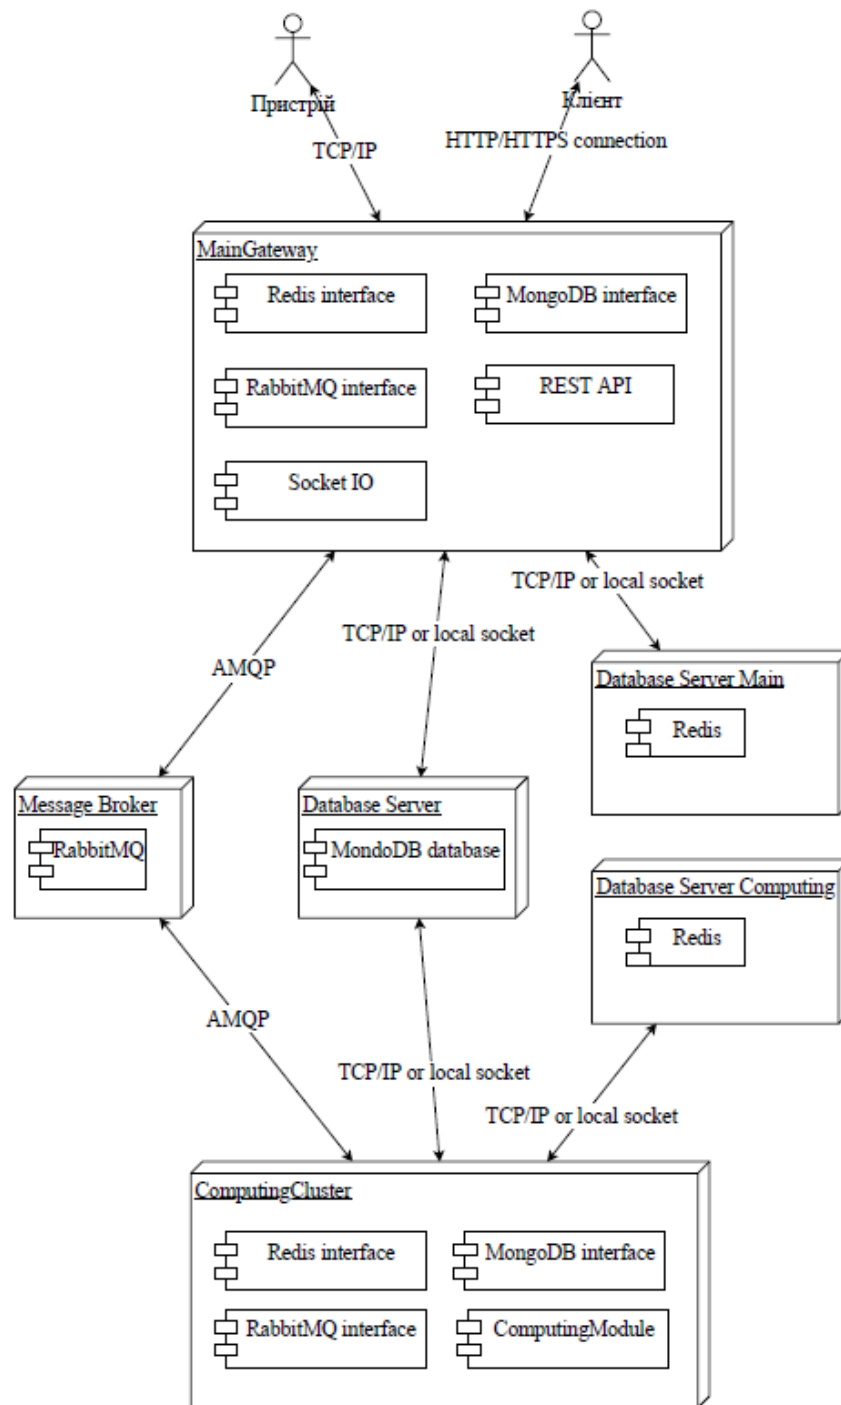 Пристрій
Клієнт
TCP/IP
HTTP/HTTPS connection
MainGateway
Redis interface
MongoDB interface
RabbitMQ interface
REST API
Socket IO
TCP/IP or local socket
TCP/IP or local socket
AMQP
Database Server Main
Redis
Message Broker
RabbitMQ
Database Server
MondoDB database
Database Server Computing
Redis
AMQP
TCP/IP or local socket
TCP/IP or local socket
ComputingCluster
Redis interface
MongoDB interface
RabbitMQ interface
ComputingModule